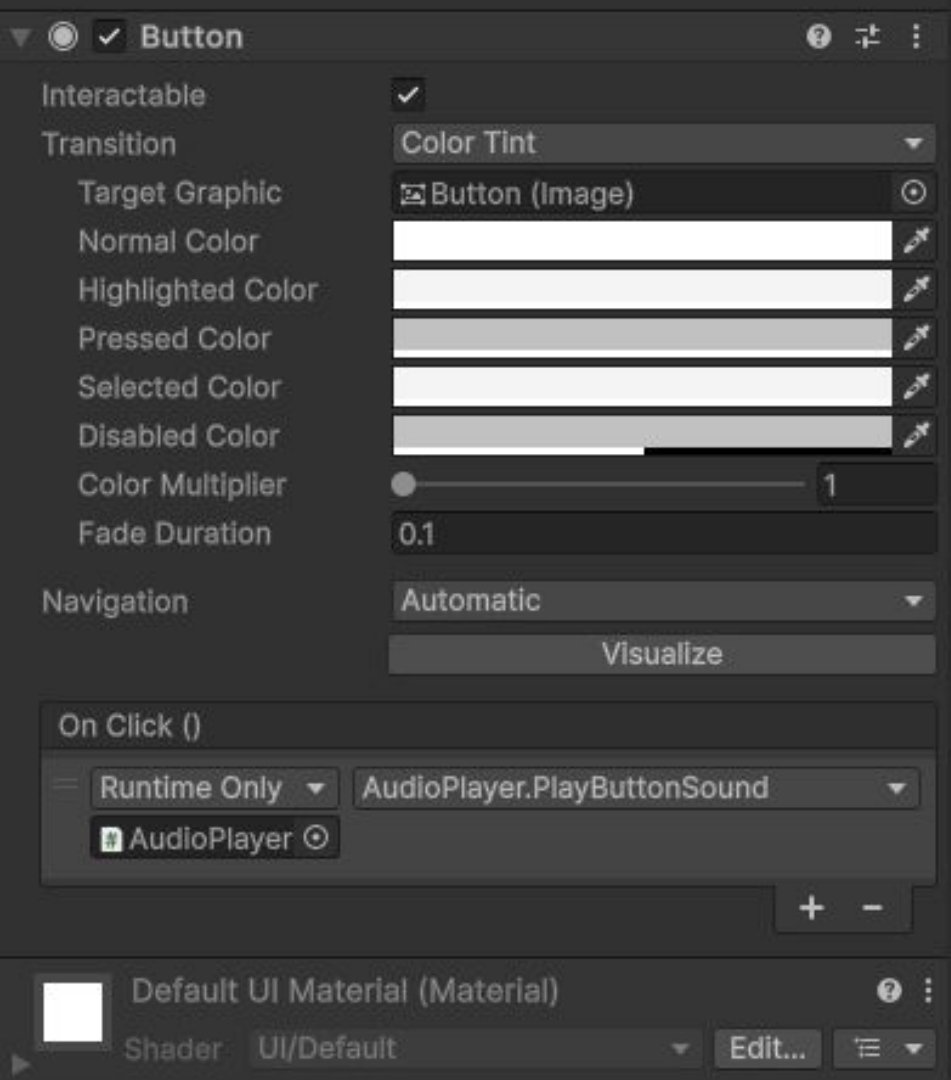 Button
Interactable
Transition Color Tint
Target Graphic Button (Image)
Normal Color
Highlighted Color
Pressed Color
Selected Color
Disabled Color
Color Multiplier 1
Fade Duration 0.1
Navigation Automatic
Visualize
On Click ()
Runtime Only AudioPlayer.PlayButtonSound
# AudioPlayer
Default UI Material (Material)
Shader UI/Default Edit...